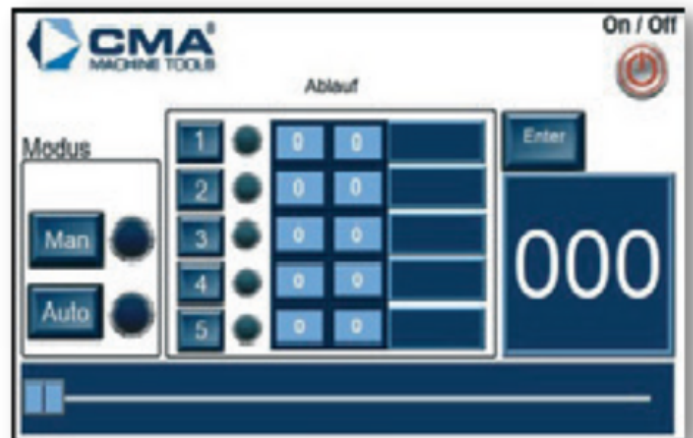 CMA
MACHINE TOOLS
On / Off
Ablauf
Modus
Enter
1 0 0
2 0 0
Man
3 0 0
000
4 0 0
Auto
5 0 0